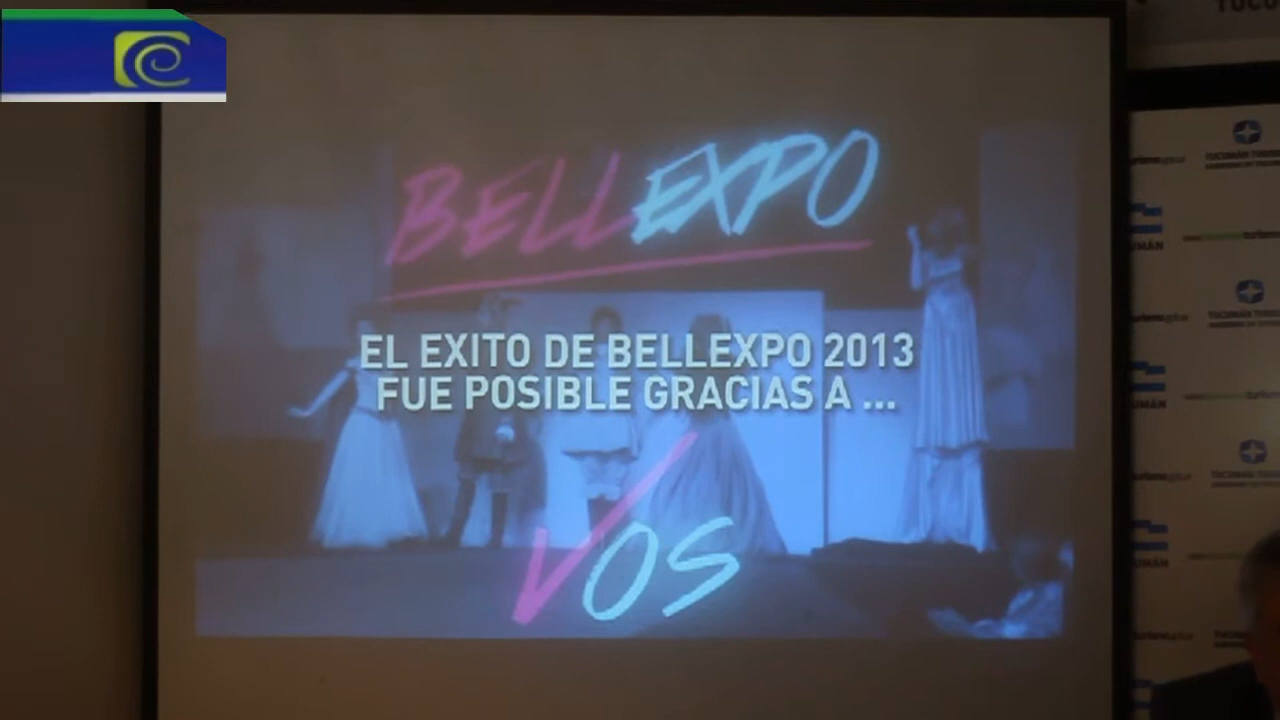 BELLEXPO
EL EXITO DE BELLEXPO 2013
FUE POSIBLE GRACIAS A ...
VOS